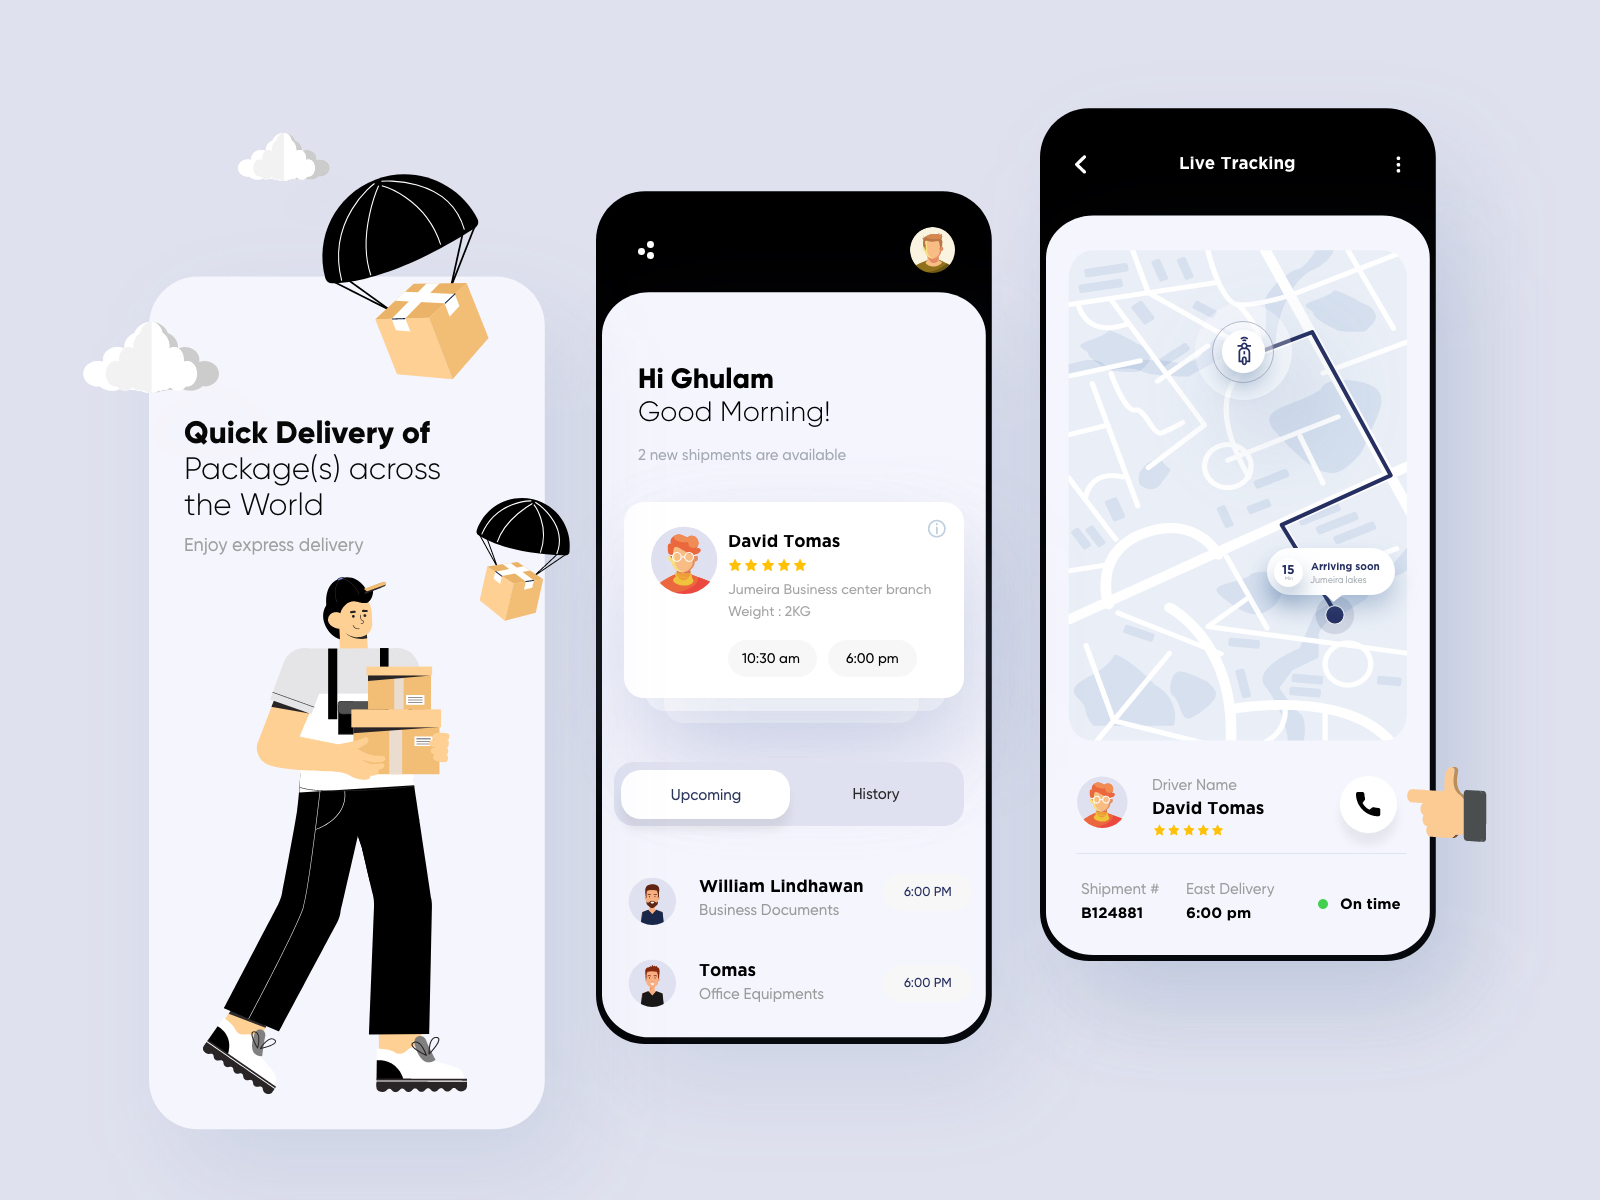 Quick Delivery of
Package(s) across
the World
Enjoy express delivery
Hi Ghulam
Good Morning!
2 new shipments are available
David Tomas
Jumeira Business center branch
Weight : 2KG
10:30 am
6:00 pm
Upcoming
History
William Lindhawan
Business Documents
6:00 PM
Tomas
Office Equipments
6:00 PM
Live Tracking
15
Min
Arriving soon
Jumeira lakes
Driver Name
David Tomas
Shipment #
B124881
East Delivery
6:00 pm
On time